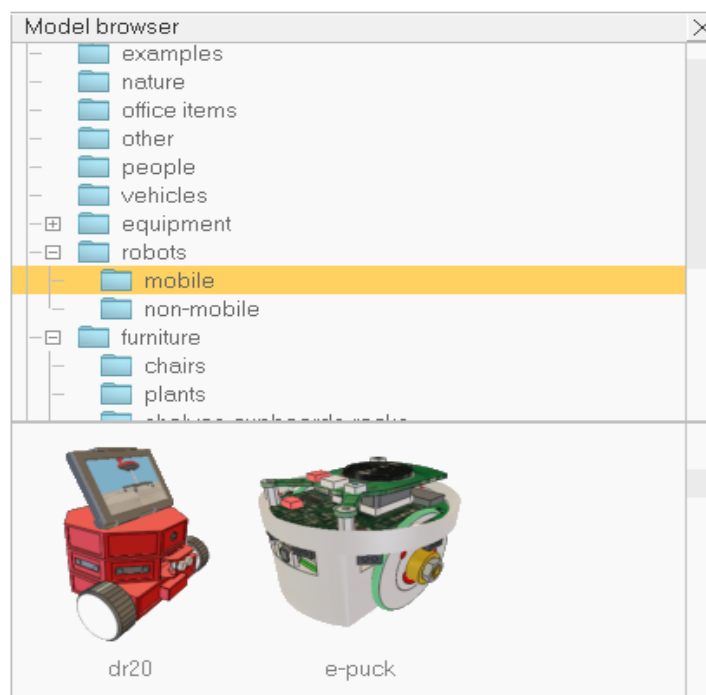 Model browser
examples
nature
office items
other
people
vehicles
equipment
robots
mobile
non-mobile
furniture
chairs
plants
dr20
e-puck